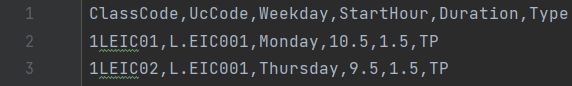 1 ClassCode,UcCode,Weekday,StartHour,Duration,Type
2 1LEIC01,L.EIC001,Monday,10.5,1.5,TP
3 1LEIC02,L.EIC001,Thursday,9.5,1.5,TP